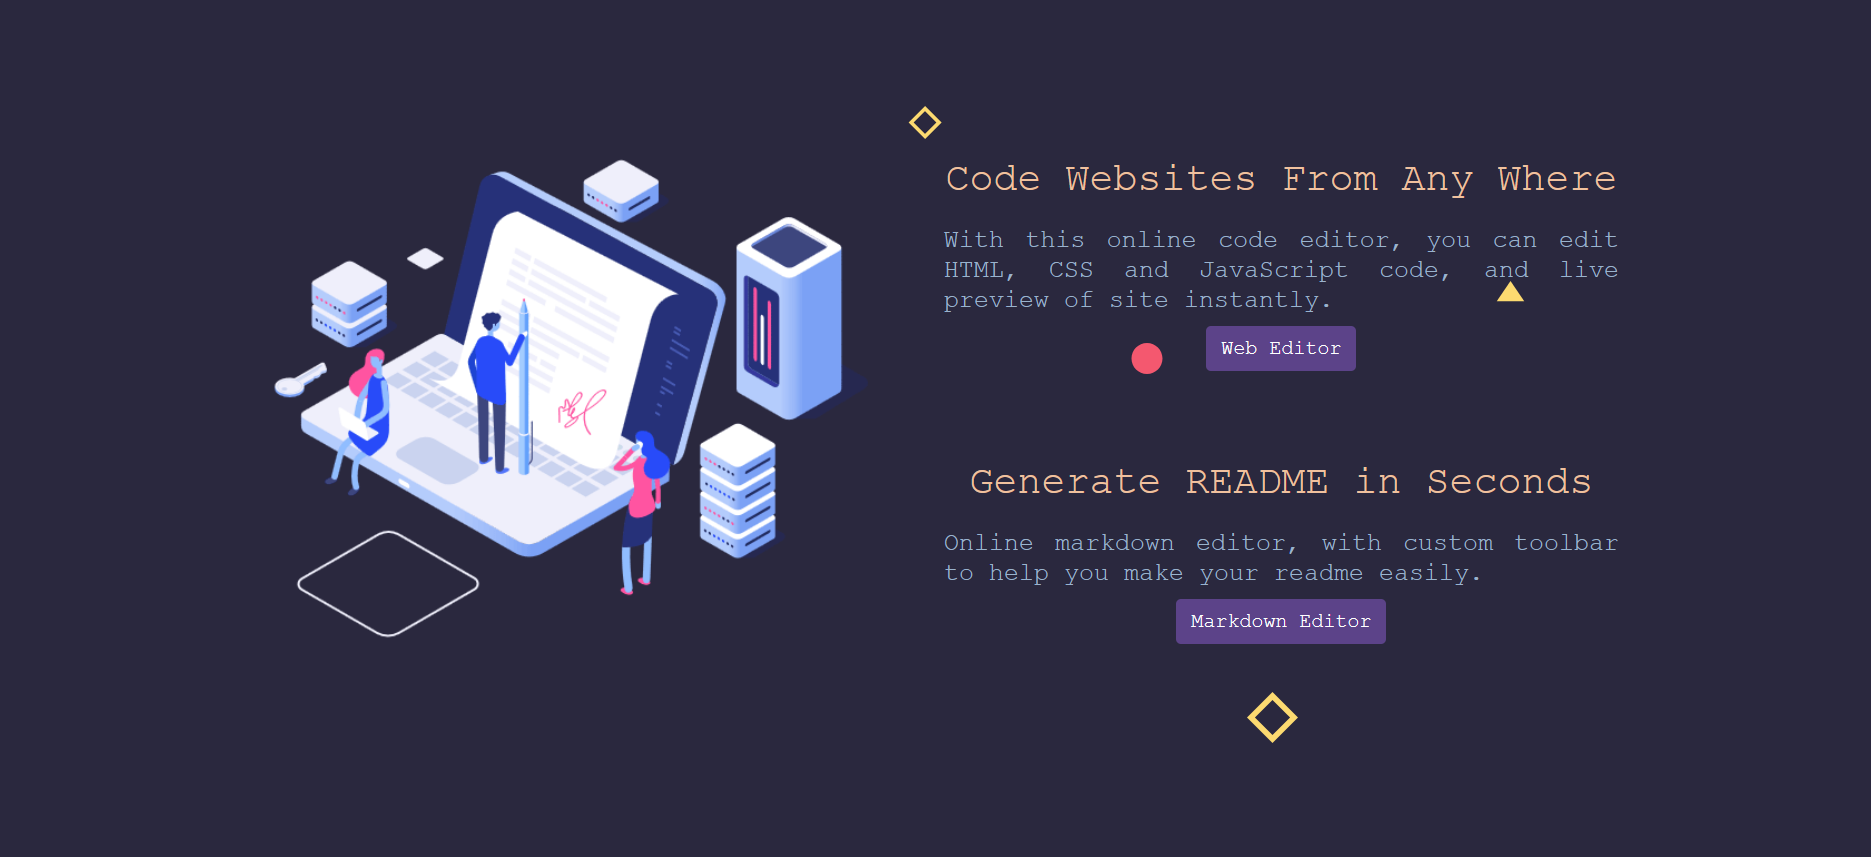 Code Websites From Any Where
With this online code editor, you can edit
HTML, CSS and JavaScript code, and live
preview of site instantly.
Web Editor
Generate README in Seconds
Online markdown editor, with custom toolbar
to help you make your readme easily.
Markdown Editor